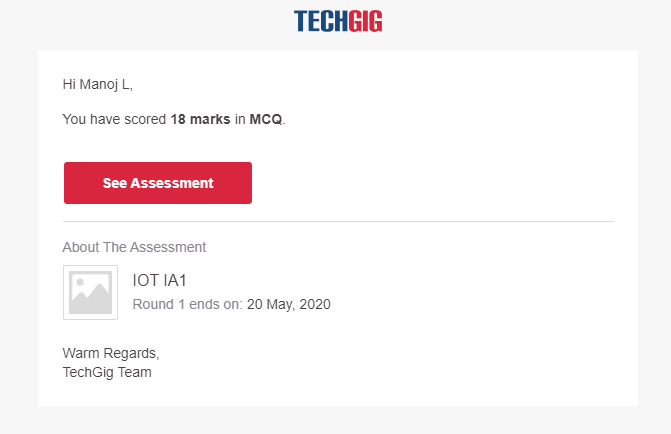 TECHGIG
Hi Manoj L,
You have scored 18 marks in MCQ.
See Assessment
About The Assessment
IOT IA1
Round 1 ends on: 20 May, 2020
Warm Regards,
TechGig Team